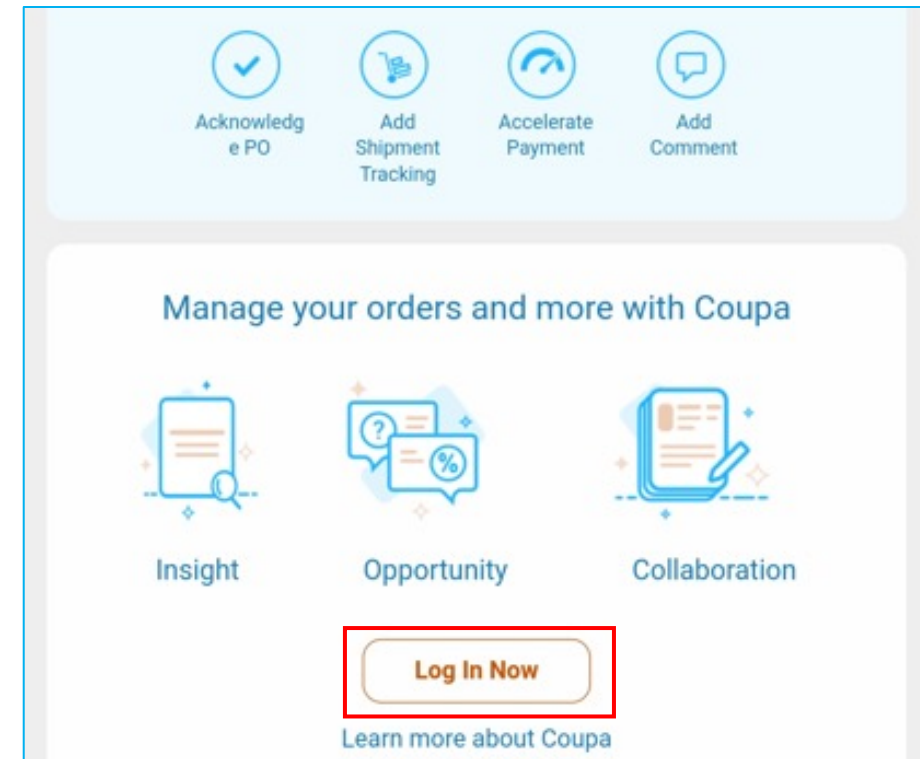 Acknowledg Add Accelerate Add
e PO Shipment Payment Comment
Tracking
Manage your orders and more with Coupa
? %
Insight Opportunity Collaboration
Log In Now
Learn more about Coupa